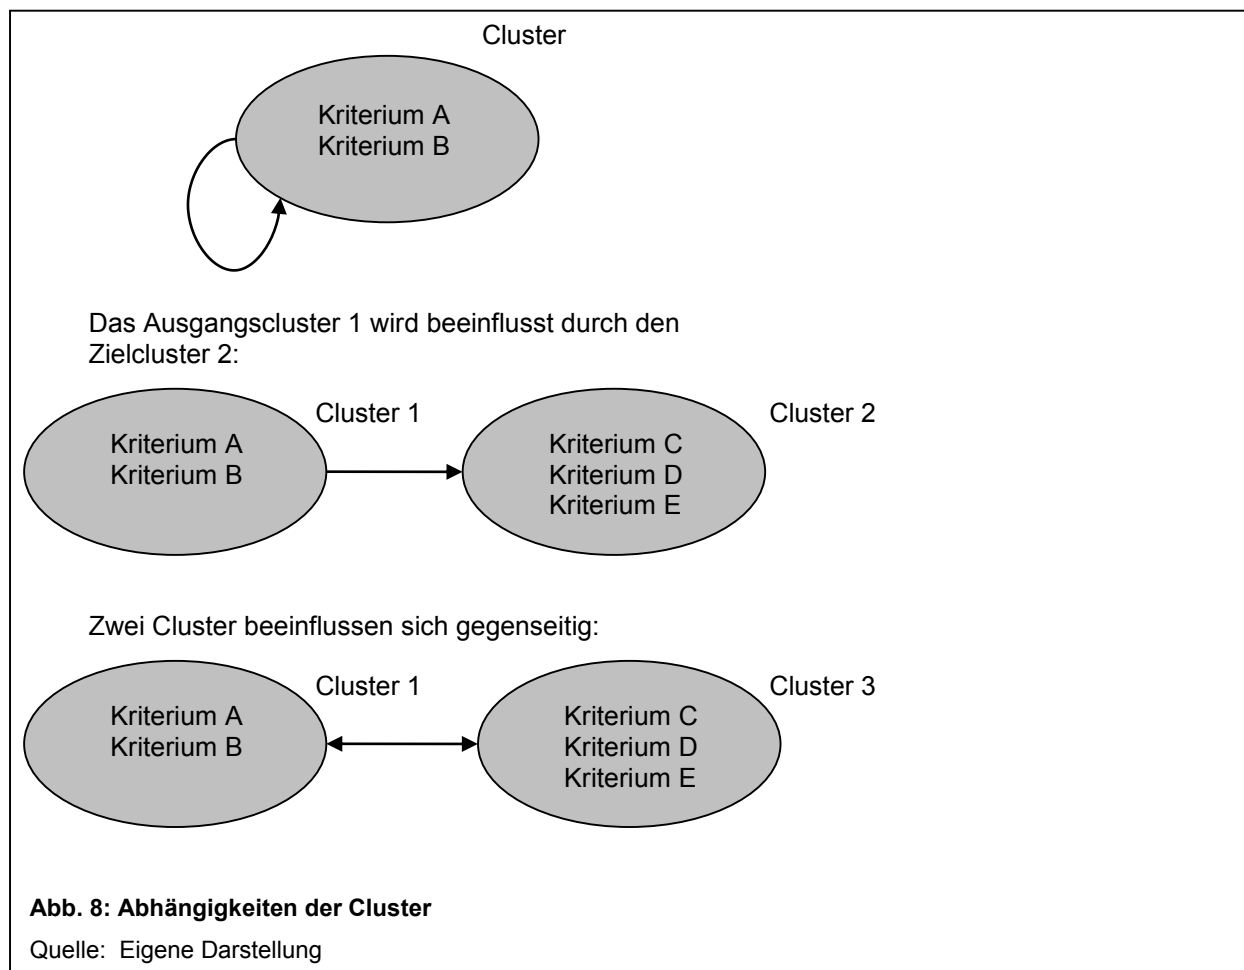 Cluster
Kriterium A
Kriterium B
Das Ausgangscluster 1 wird beeinflusst durch den
Zielcluster 2:
Cluster 1
Kriterium A
Kriterium B
Cluster 2
Kriterium C
Kriterium D
Kriterium E
Zwei Cluster beeinflussen sich gegenseitig:
Cluster 1
Kriterium A
Kriterium B
Cluster 3
Kriterium C
Kriterium D
Kriterium E
Abb. 8: Abhängigkeiten der Cluster
Quelle: Eigene Darstellung